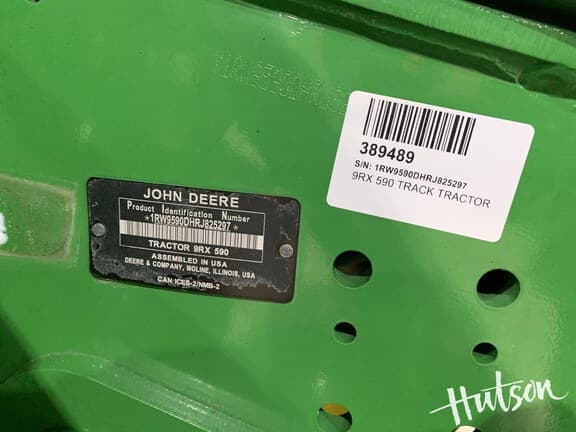 389489
S/N: 1RW9590DHRJ825297
9RX 590 TRACK TRACTOR
JOHN DEERE
Product Identification Number
*1RW9590DHRJ825297*
TRACTOR 9RX 590
ASSEMBLED IN USA
DEERE & COMPANY, MOLINE, ILLINOIS, USA
CAN ICES-2/NMB-2
Hutson